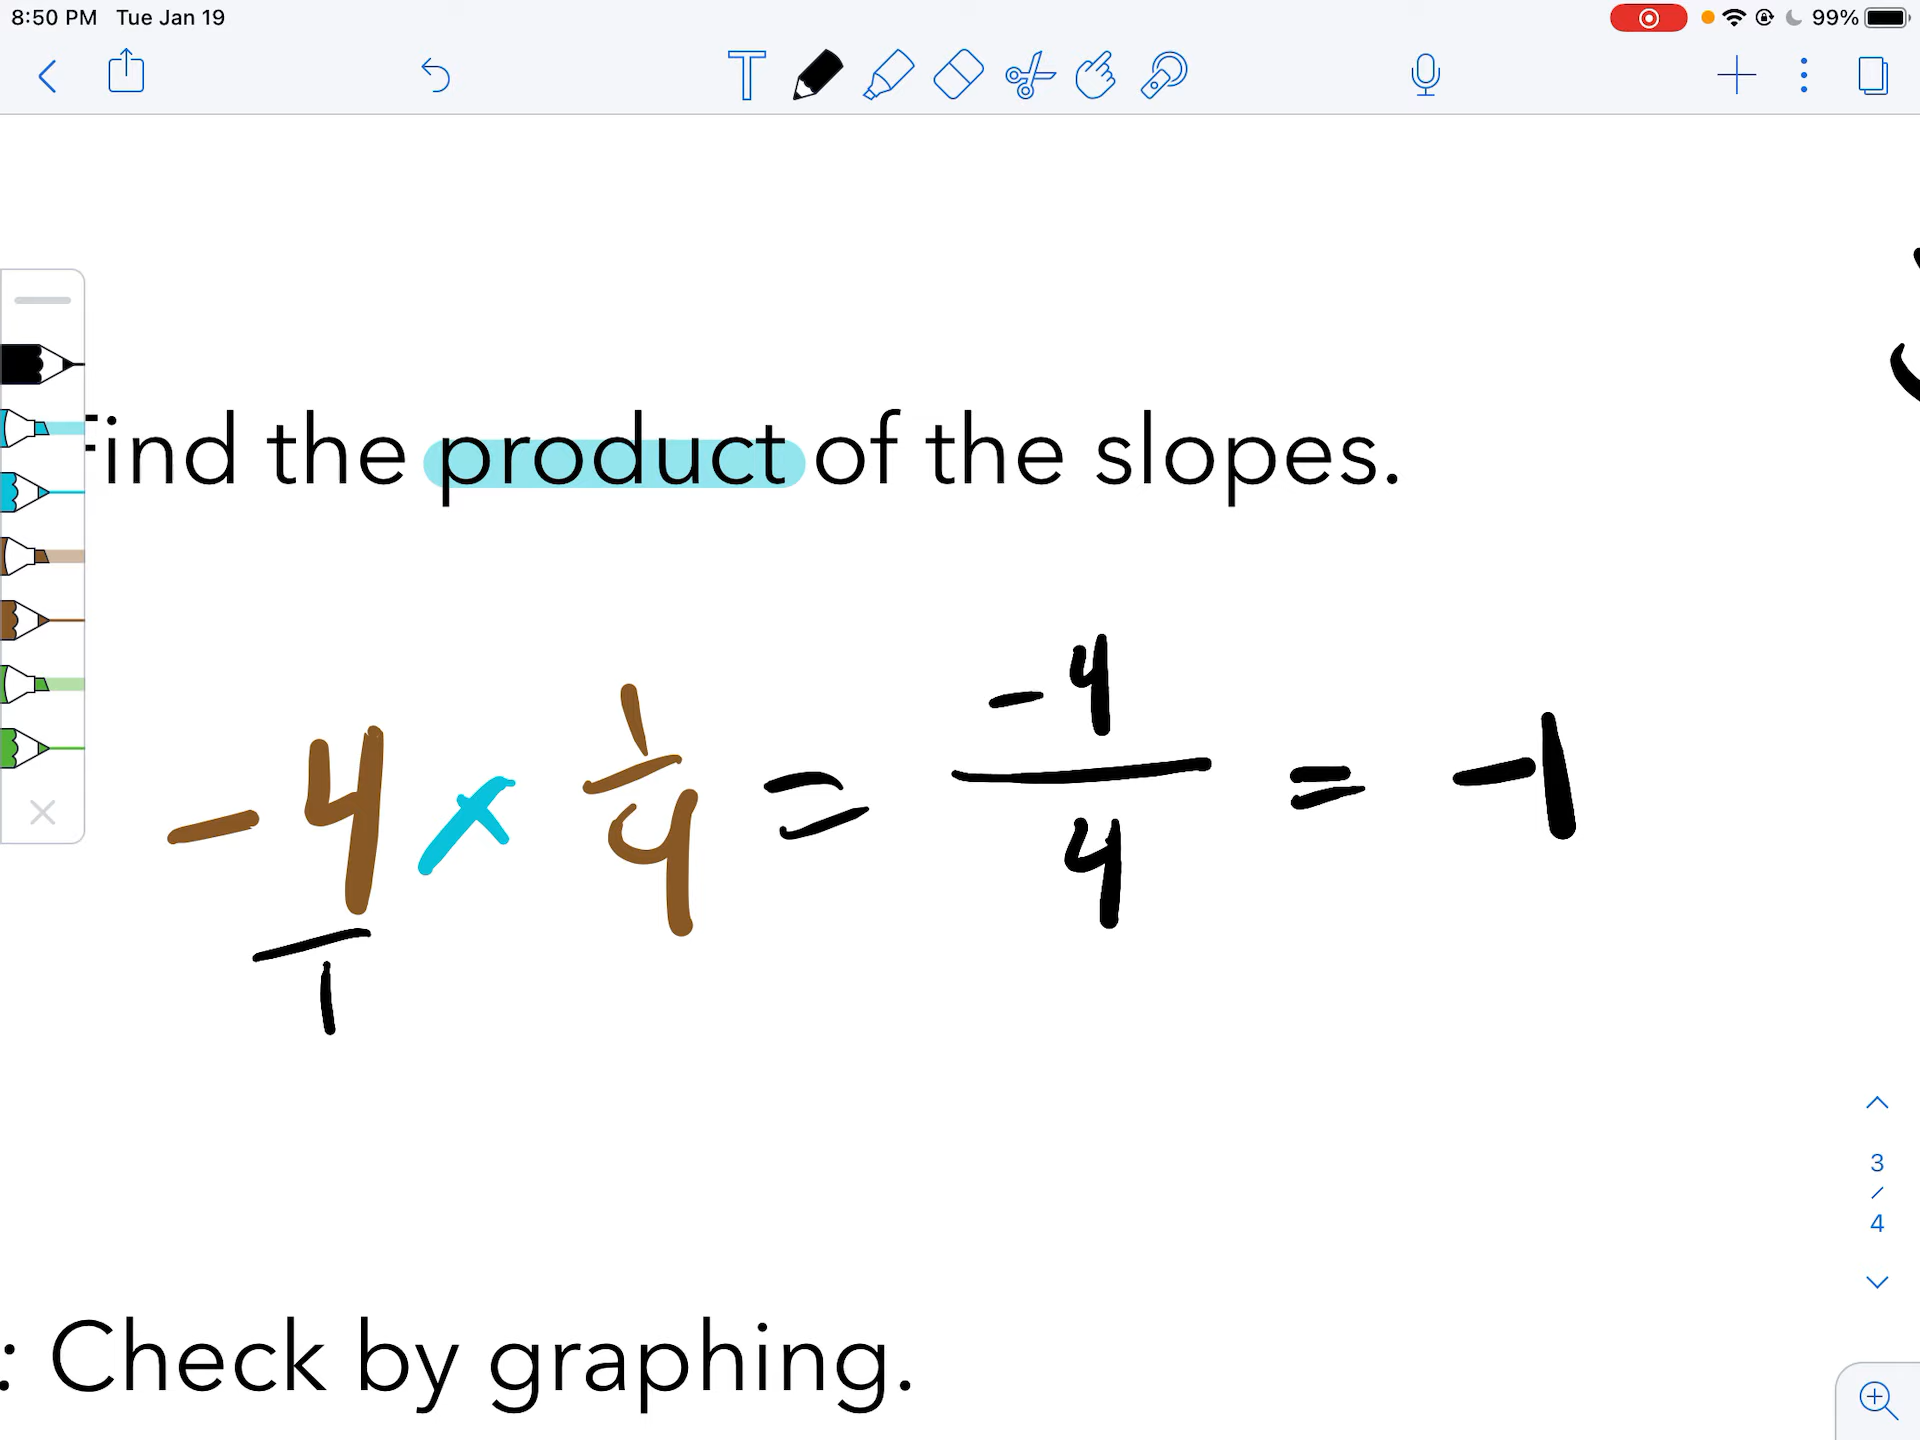 8:50 PM Tue Jan 19 99%
Find the product of the slopes.
-4/1 x 1/4 = -4/4 = -1
3
/
4
: Check by graphing.